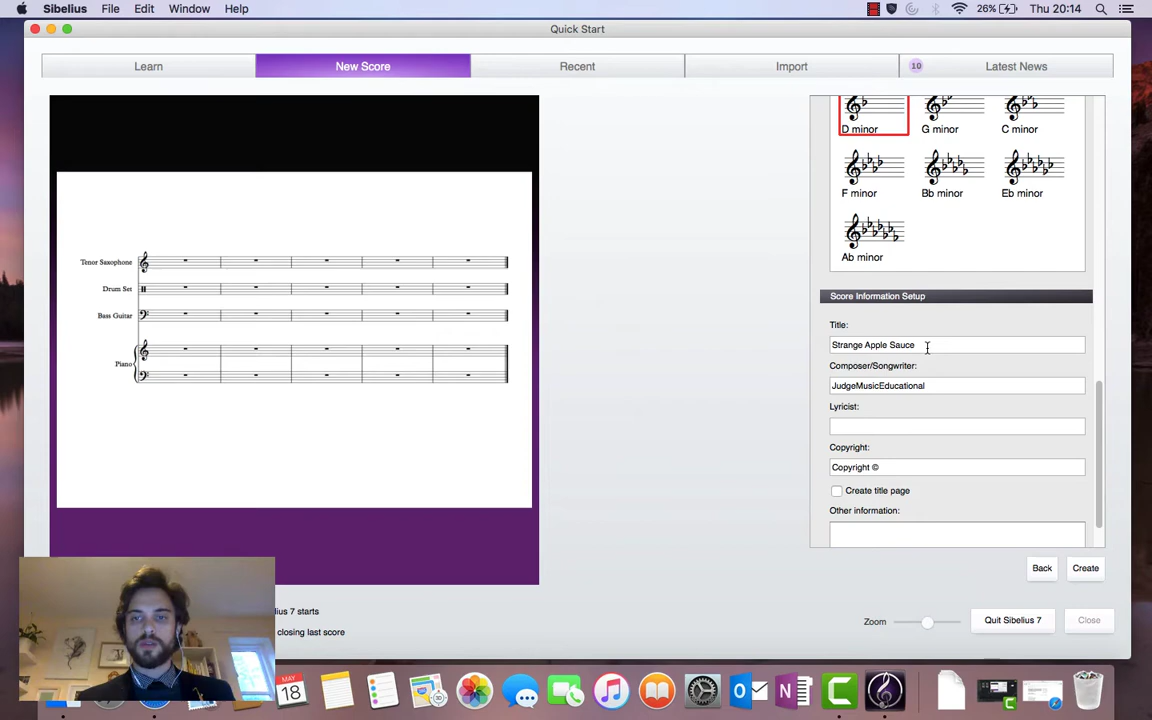 Sibelius File Edit Window Help 26% Thu 20:14
Quick Start
Learn New Score Recent Import 10 Latest News
D minor G minor C minor
F minor Bb minor Eb minor
Ab minor
Tenor Saxophone
Drum Set
Bass Guitar
Piano
Score Information Setup
Title:
Strange Apple Sauce
Composer/Songwriter:
JudgeMusicEducational
Lyricist:
Copyright:
Copyright ©
Create title page
Other information:
Back Create
7 starts
closing last score
Zoom Quit Sibelius 7 Close
MAY
18